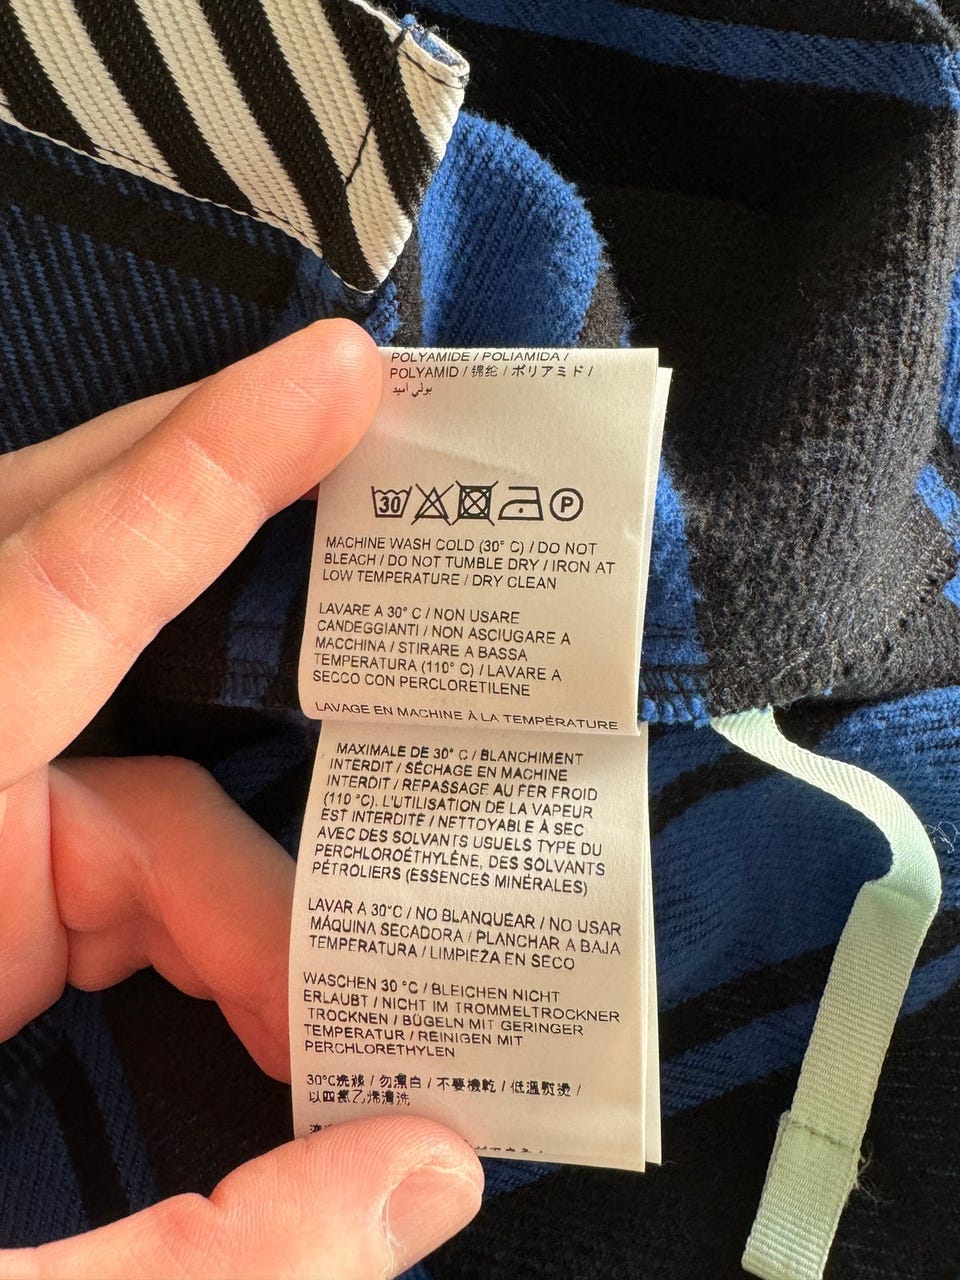 POLYAMIDE / POLIAMIDA /
POLYAMID / 锦纶 / ポリアミド /
بولي اميد
30 P
MACHINE WASH COLD (30° C) / DO NOT
BLEACH / DO NOT TUMBLE DRY / IRON AT
LOW TEMPERATURE / DRY CLEAN
LAVARE A 30° C / NON USARE
CANDEGGIANTI / NON ASCIUGARE A
MACCHINA / STIRARE A BASSA
TEMPERATURA (110° C) / LAVARE A
SECCO CON PERCLORETILENE
LAVAGE EN MACHINE À LA TEMPÉRATURE
MAXIMALE DE 30° C / BLANCHIMENT
INTERDIT / SÉCHAGE EN MACHINE
INTERDIT / REPASSAGE AU FER FROID
(110 °C). L'UTILISATION DE LA VAPEUR
EST INTERDITE / NETTOYABLE À SEC
AVEC DES SOLVANTS USUELS TYPE DU
PERCHLOROÉTHYLÈNE, DES SOLVANTS
PÉTROLIERS (ESSENCES MINÉRALES)
LAVAR A 30°C / NO BLANQUEAR / NO USAR
MÁQUINA SECADORA / PLANCHAR A BAJA
TEMPERATURA / LIMPIEZA EN SECO
WASCHEN 30 °C / BLEICHEN NICHT
ERLAUBT / NICHT IM TROMMELTROCKNER
TROCKNEN / BÜGELN MIT GERINGER
TEMPERATUR / REINIGEN MIT
PERCHLORETHYLEN
30°C洗滌 / 勿漂白 / 不要機乾 / 低溫熨燙 /
以四氯乙烯清洗